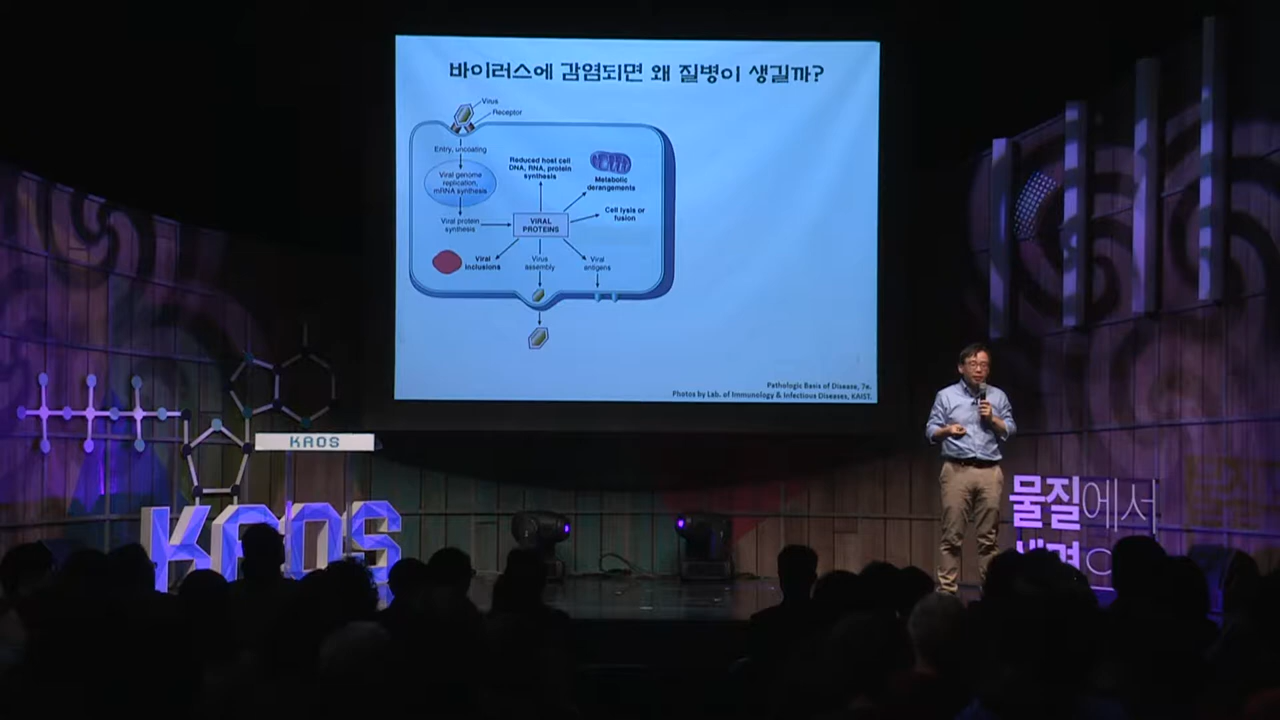 바이러스에 감염되면 왜 질병이 생길까?
Virus
Receptor
Entry, uncoating
Viral genome
replication,
mRNA synthesis
Viral protein
synthesis
Reduced host cell
DNA, RNA, protein
synthesis
Metabolic
derangements
Cell lysis or
fusion
VIRAL
PROTEINS
Viral
inclusions
Virus
assembly
Viral
antigens
Pathologic Basis of Disease, 7e.
Photos by Lab. of Immunology & Infectious Diseases, KAIST.
KAOS
KAOS
물질에서
생명으